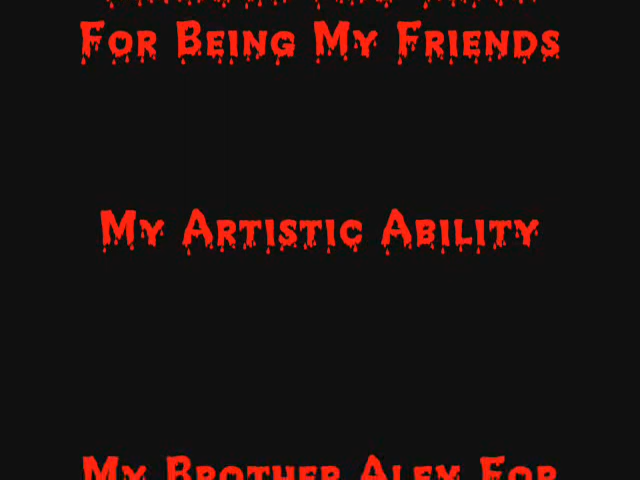 For Being My Friends
My Artistic Ability
My Brother Alex For